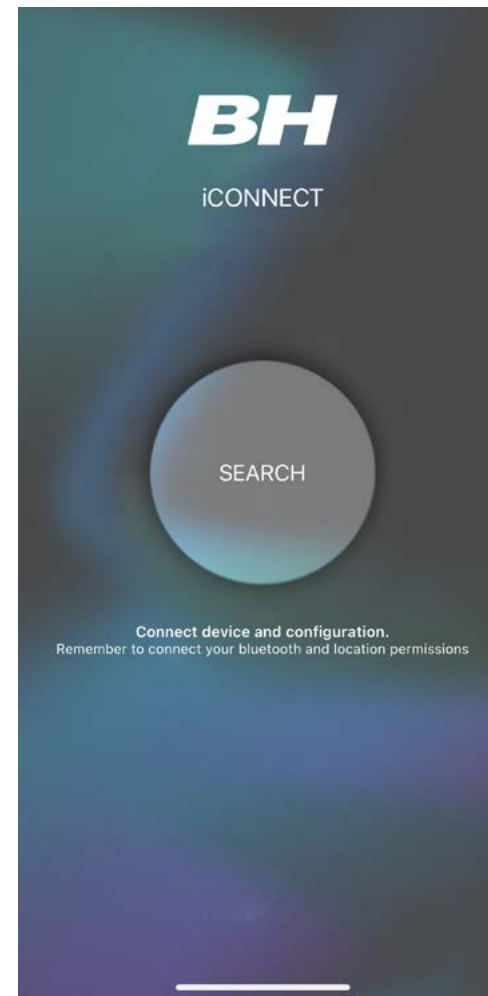 BH
iCONNECT
SEARCH
Connect device and configuration.
Remember to connect your bluetooth and location permissions